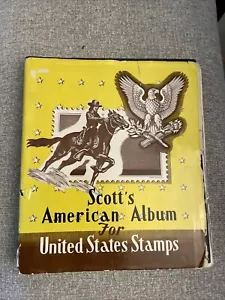 Scott's
American Album
For
United States Stamps